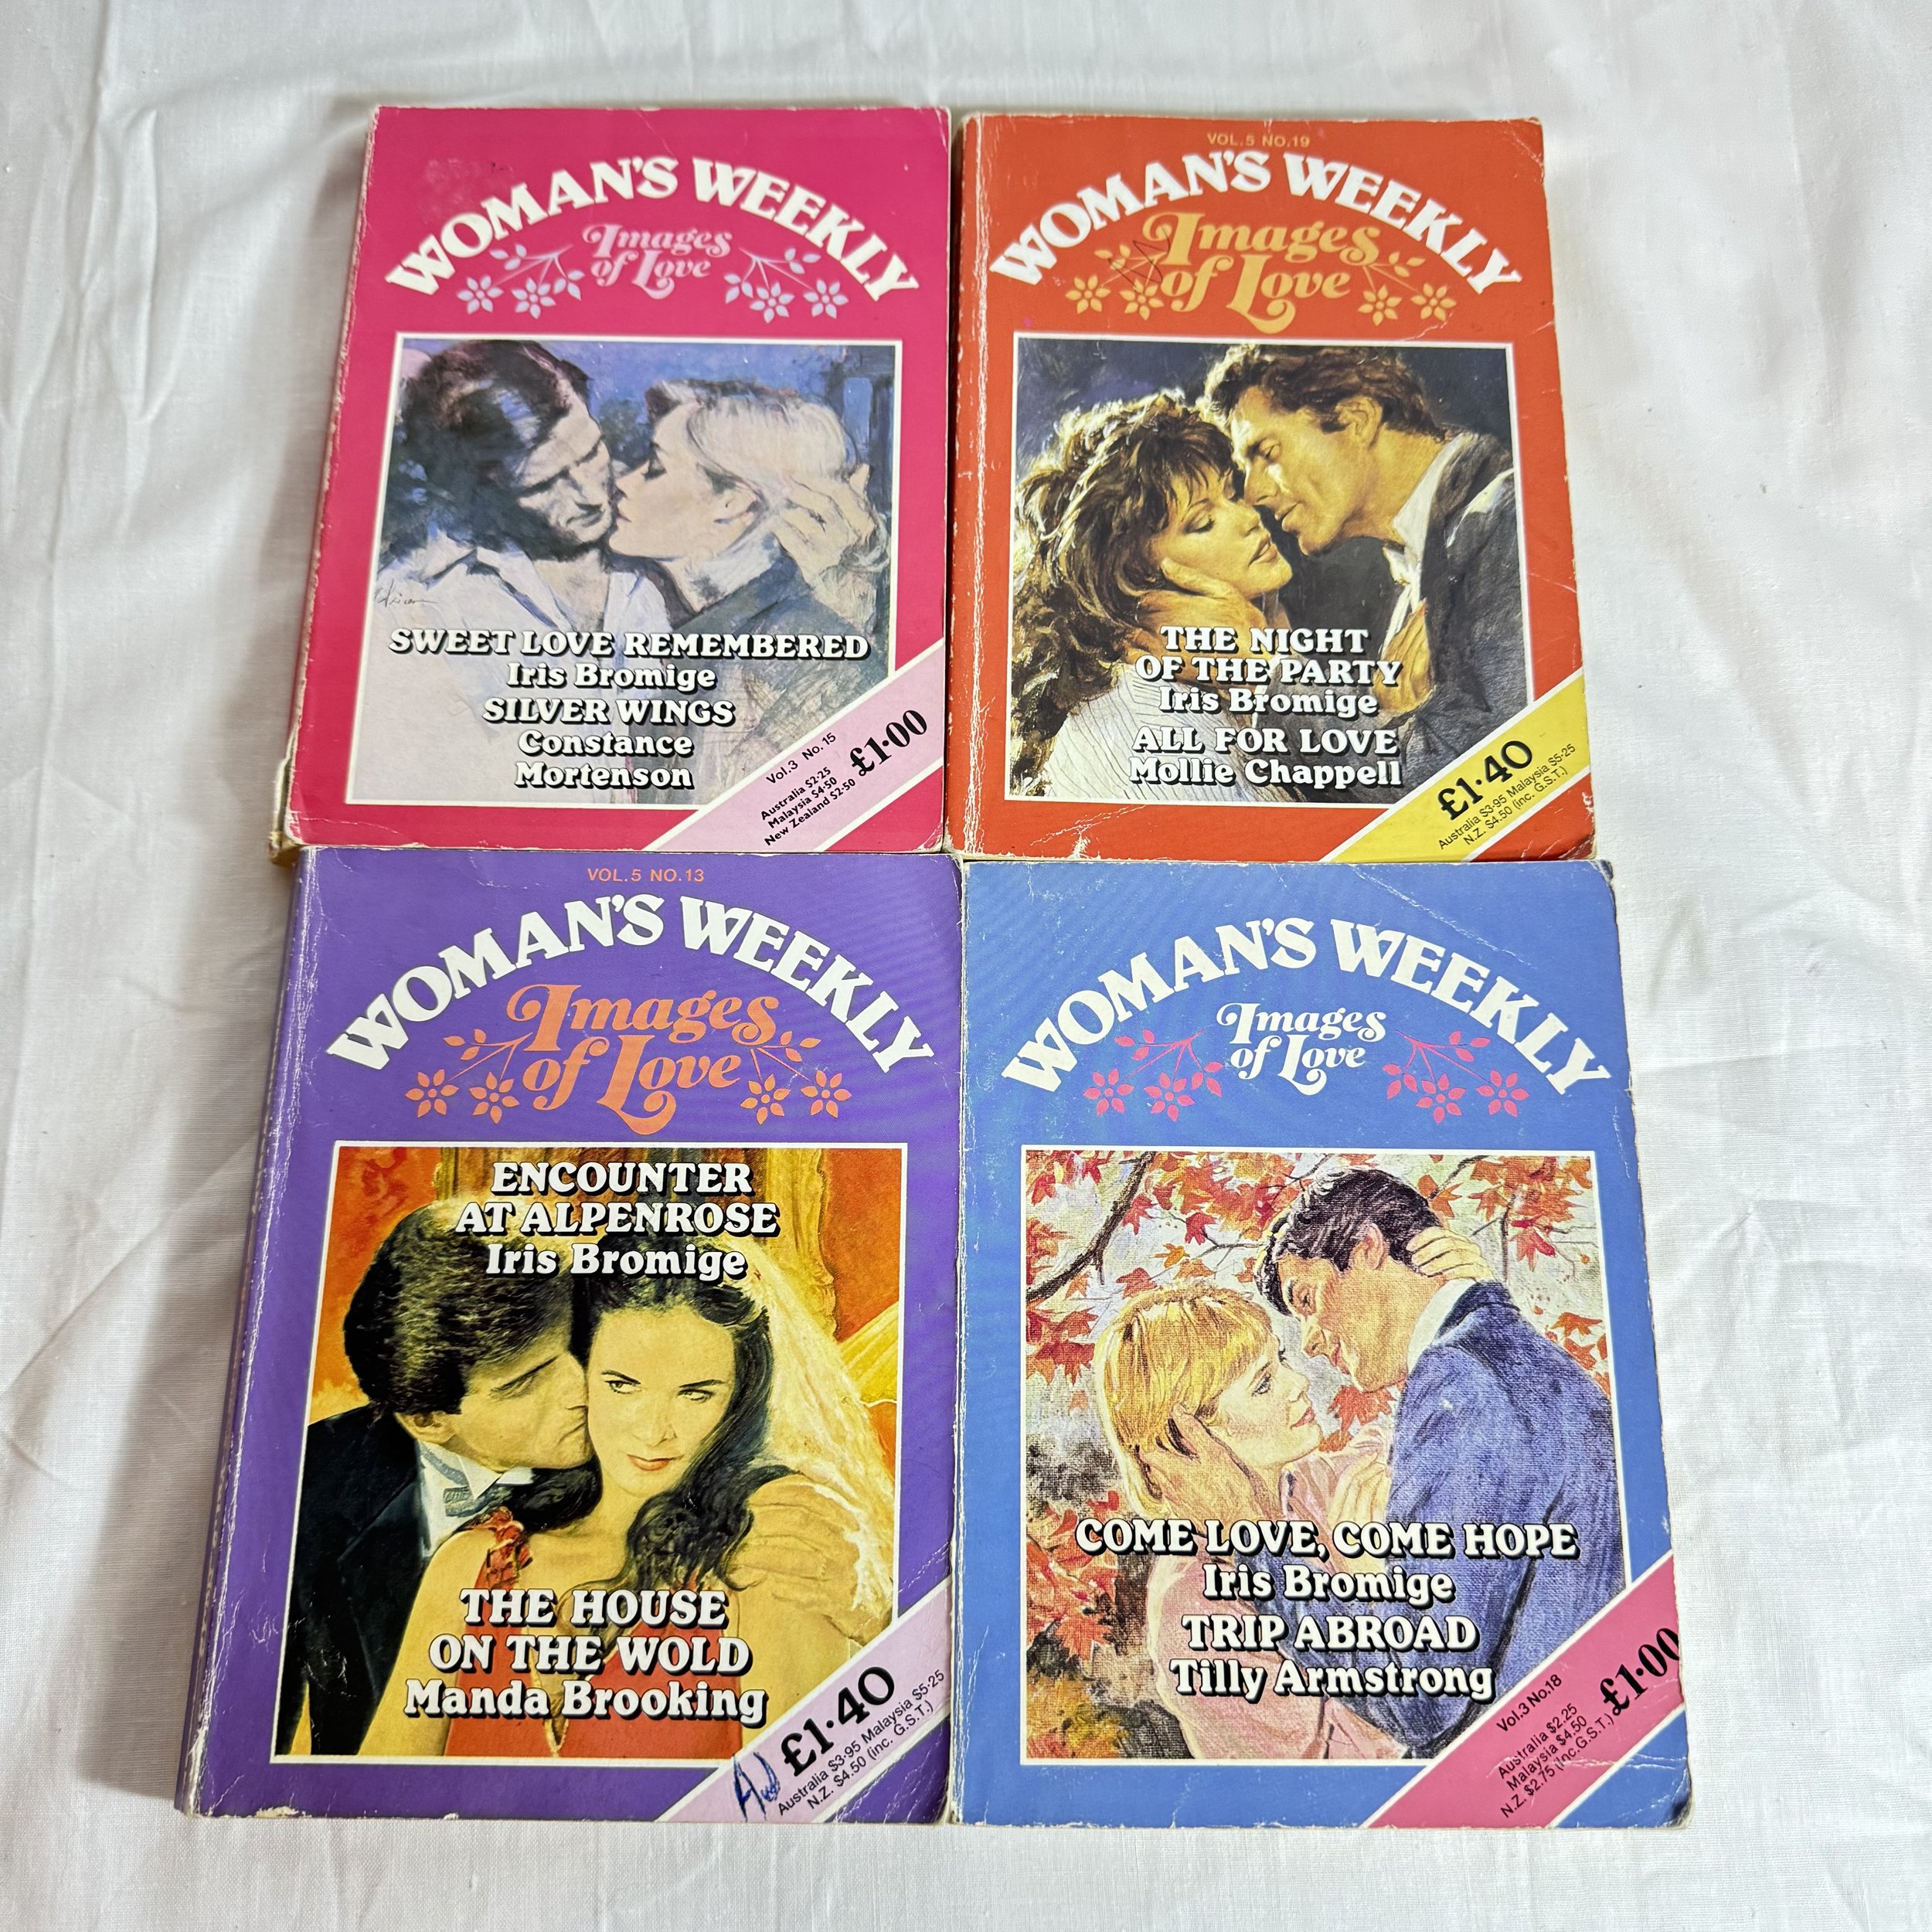 WOMAN'S WEEKLY
Images
of Love
SWEET LOVE REMEMBERED
Iris Bromige
SILVER WINGS
Constance
Mortenson
Vol.3 No.15
Australia $2·25
Malaysia $4·50
New Zealand $2·50
£1·00
VOL.5 NO.19
WOMAN'S WEEKLY
Images
of Love
THE NIGHT
OF THE PARTY
Iris Bromige
ALL FOR LOVE
Mollie Chappell
£1·40
Australia $3·95 Malaysia $5·25
N.Z. $4.50 (inc. G.S.T.)
VOL.5 NO.13
WOMAN'S WEEKLY
Images
of Love
ENCOUNTER
AT ALPENROSE
Iris Bromige
THE HOUSE
ON THE WOLD
Manda Brooking
£1·40
Australia $3·95 Malaysia $5·25
N.Z. $4.50 (inc. G.S.T.)
WOMAN'S WEEKLY
Images
of Love
COME LOVE, COME HOPE
Iris Bromige
TRIP ABROAD
Tilly Armstrong
Vol.3 No.18
Australia $2.25
Malaysia $4.50
N.Z. $2.75 (Inc.G.S.T.)
£1·00